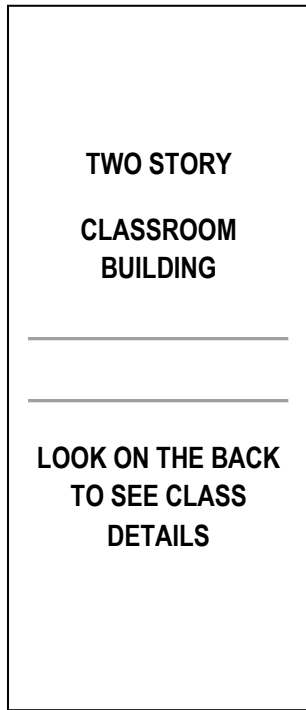 TWO STORY
CLASSROOM
BUILDING
LOOK ON THE BACK
TO SEE CLASS
DETAILS